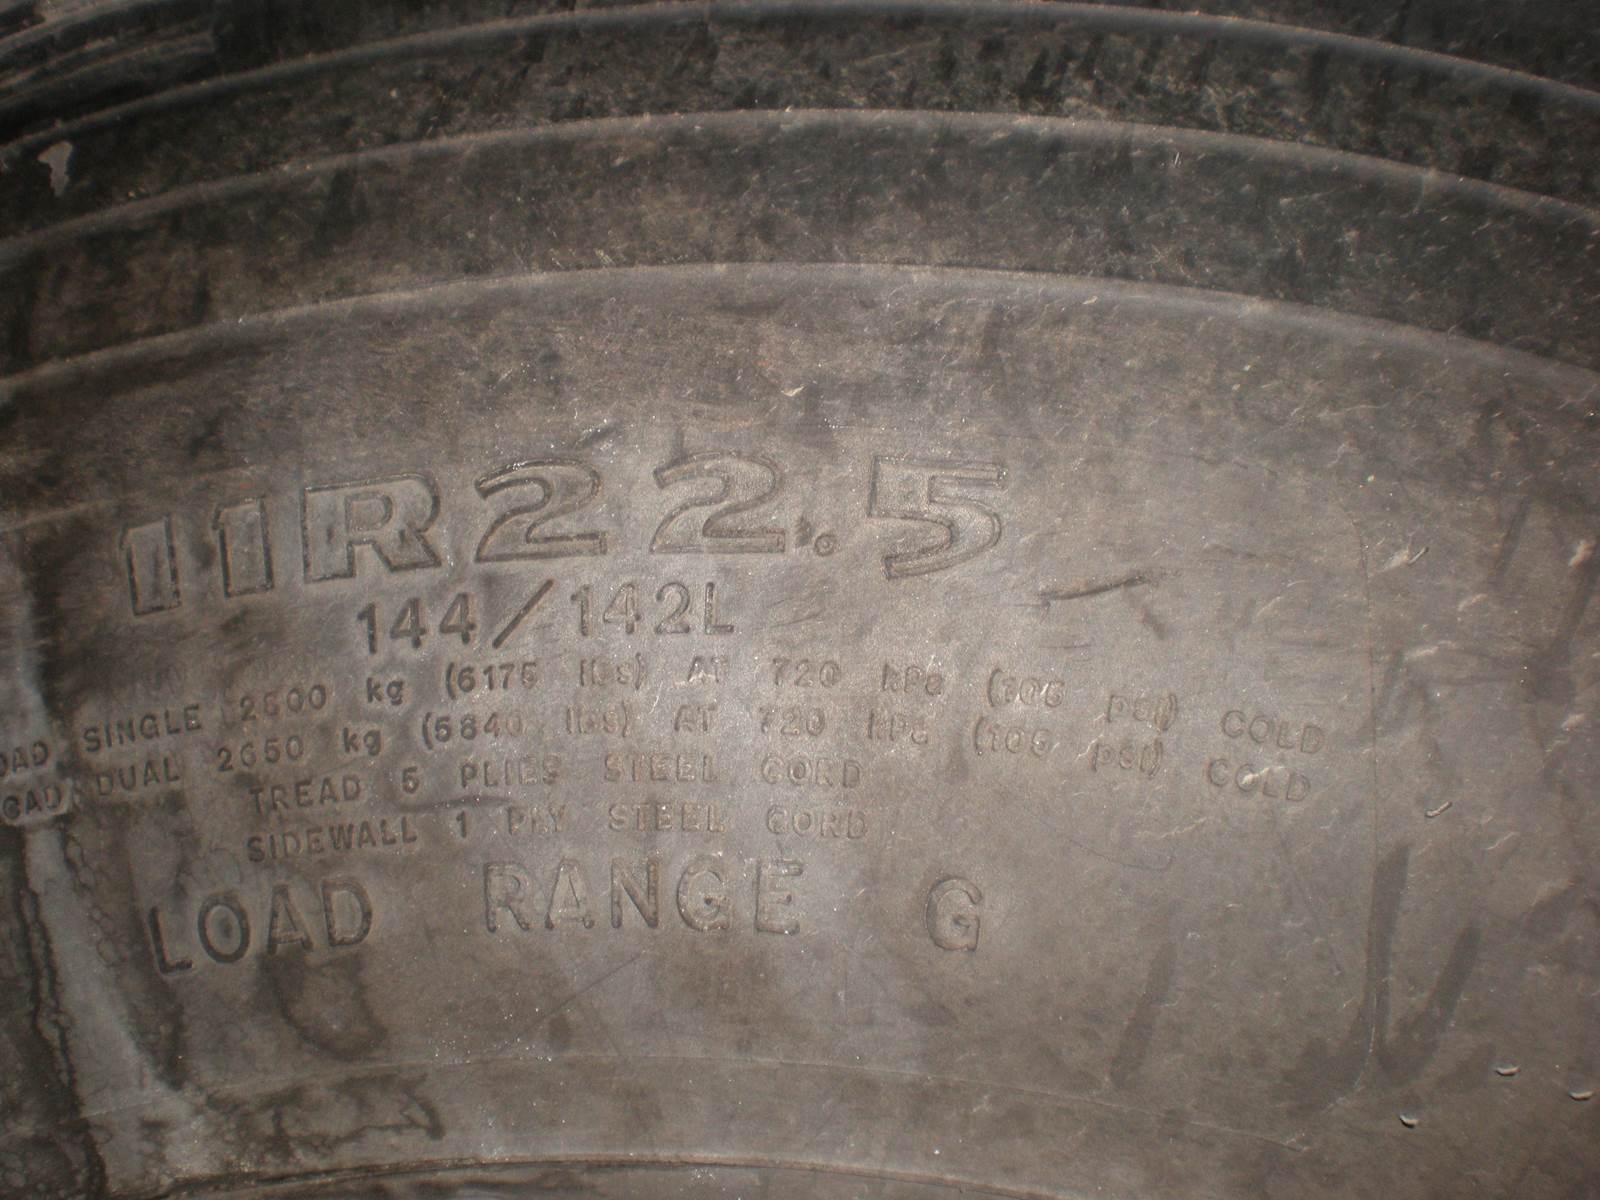 11R22.5
144/142L
OAD SINGLE 2800 kg (6175 lbs) AT 720 kPa (105 psi) COLD
OAD DUAL 2650 kg (5840 lbs) AT 720 kPa (105 psi) COLD
TREAD 5 PLIES STEEL CORD
SIDEWALL 1 PLY STEEL CORD
LOAD RANGE G